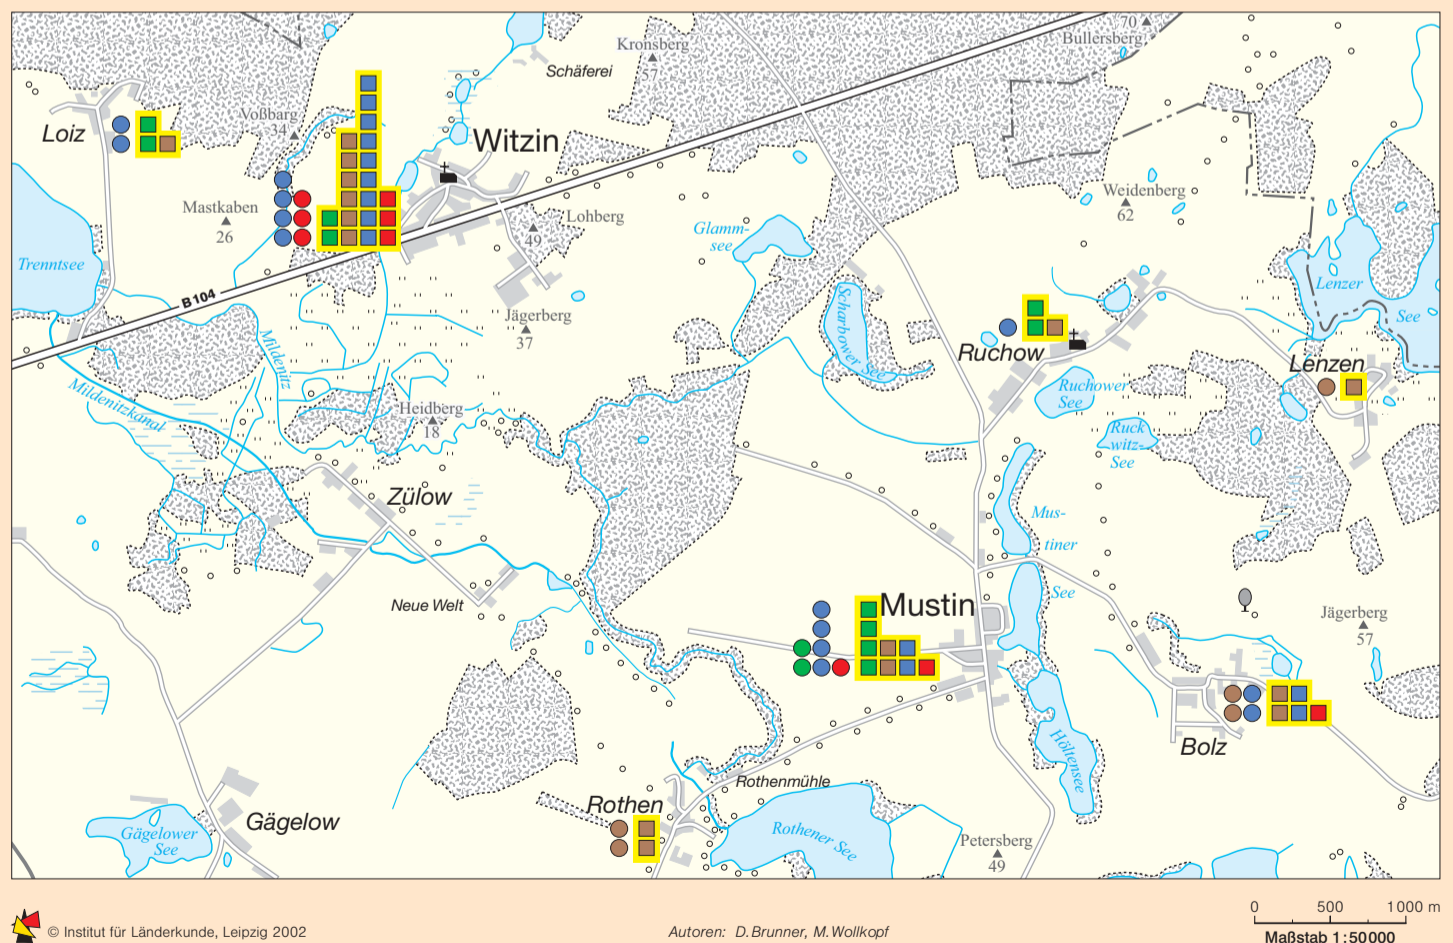 70
Bullersberg
Kronsberg
57
Schäferei
Voßbarg
34
Loiz
Witzin
Mastkaben
26
Lohberg
49
Weidenberg
62
Glamm-
see
Trenntsee
B 104
Lenzer
See
Scharbower See
Jägerberg
37
Mildenitz
Ruchow
Lenzen
Mildenitzkanal
Ruchower
See
Heidberg
18
Ruck
witz-
See
Zülow
Mus-
tiner
See
Neue Welt
Mustin
Jägerberg
57
Bolz
Höltensee
Rothenmühle
Rothen
Gägelow
Gägelower
See
Rothener See
Petersberg
49
0 500 1000 m
Maßstab 1:50000
© Institut für Länderkunde, Leipzig 2002
Autoren: D. Brunner, M. Wollkopf